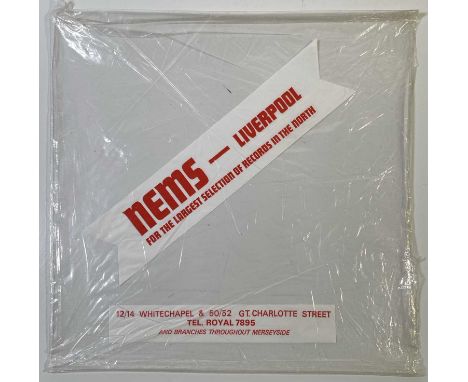 NEMS — LIVERPOOL
FOR THE LARGEST SELECTION OF RECORDS IN THE NORTH
12/14 WHITECHAPEL & 50/52 GT. CHARLOTTE STREET
TEL. ROYAL 7895
AND BRANCHES THROUGHOUT MERSEYSIDE